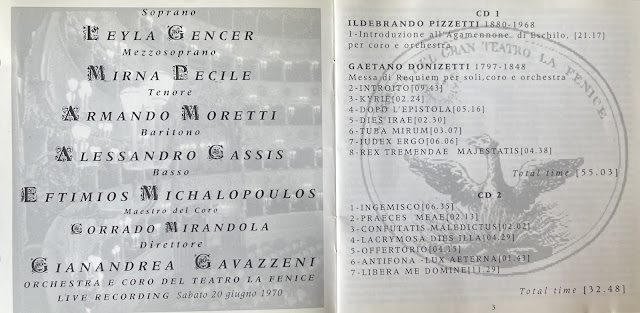 Soprano
LEYLA GENCER
Mezzosoprano
MIRNA PECILE
Tenore
ARMANDO MORETTI
Baritono
ALESSANDRO CASSIS
Basso
EFTIMIOS MICHALOPOULOS
Maestro del Coro
CORRADO MIRANDOLA
Direttore
GIANANDREA GAVAZZENI
ORCHESTRA E CORO DEL TEATRO LA FENICE
LIVE RECORDING Sabato 20 giugno 1970
CD 1
ILDEBRANDO PIZZETTI 1880-1968
1-Introduzione all'Agamennone, di Eschilo, [21.17]
per coro e orchestra
GAETANO DONIZETTI 1797-1848
Messa di Requiem per soli,coro e orchestra
2-INTROITO[09.43]
3-KYRIE[02.24]
4-DOPO L'EPISTOLA[05.16]
5-DIES IRAE[02.30]
6-TUBA MIRUM[03.07]
7-IUDEX ERGO[06.06]
8-REX TREMENDAE MAJESTATIS[04.38]
Total time [55.03]
CD 2
1-INGEMISCO[06.35]
2-PRAECES MEAE[02.13]
3-CONFUTATIS MALEDICTUS[02.02]
4-LACRYMOSA DIES ILLA[04.29]
5-OFFERTORIO[04.15]
6-ANTIFONA -LUX AETERNA[01.43]
7-LIBERA ME DOMINE[11.29]
Total time [32.48]
3
GRAN TEATRO LA FENICE